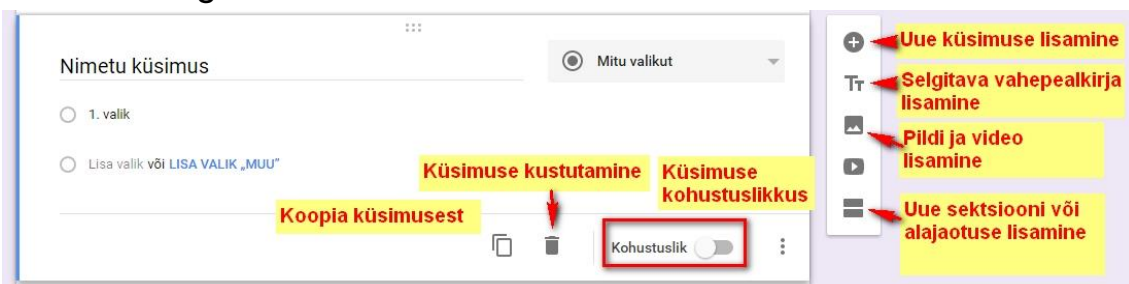 Nimetu küsimus
Mitu valikut
1. valik
Lisa valik või LISA VALIK „MUU”
Koopia küsimusest
Küsimuse kustutamine
Küsimuse
kohustuslikkus
Kohustuslik
Uue küsimuse lisamine
Tт
Selgitava vahepealkirja
lisamine
Pildi ja video
lisamine
Uue sektsiooni või
alajaotuse lisamine